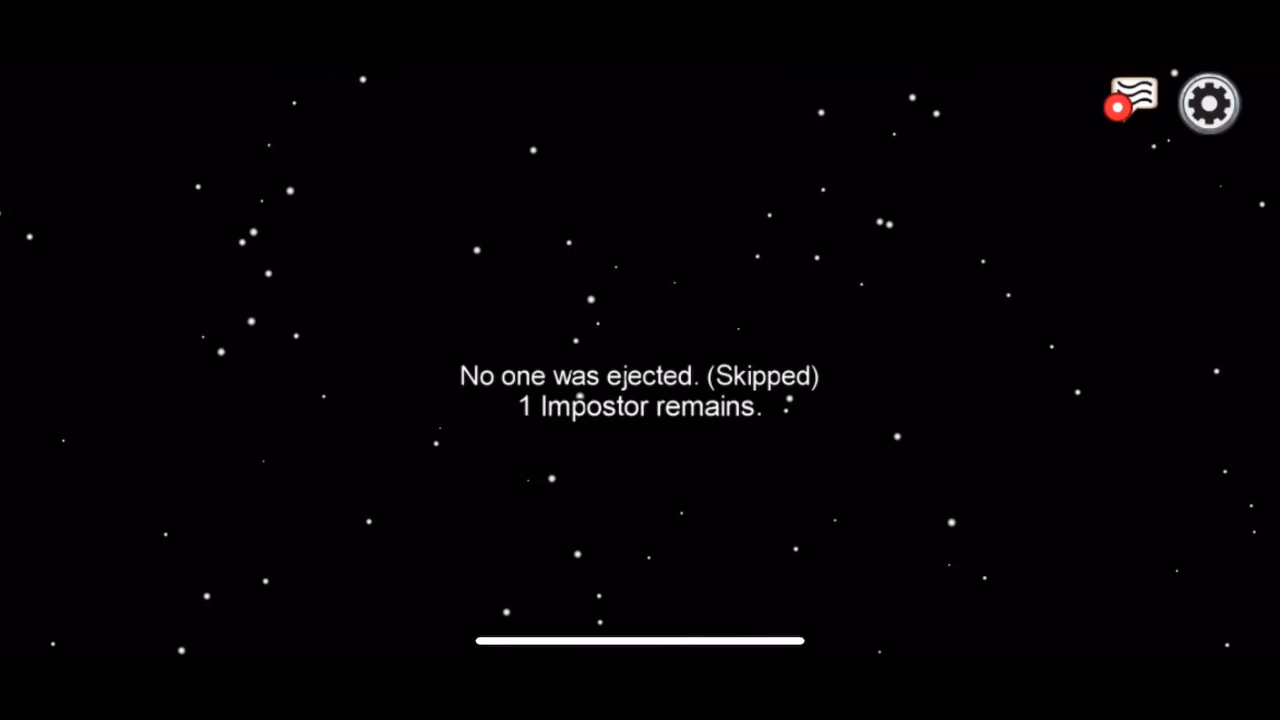 No one was ejected. (Skipped)
1 Impostor remains.